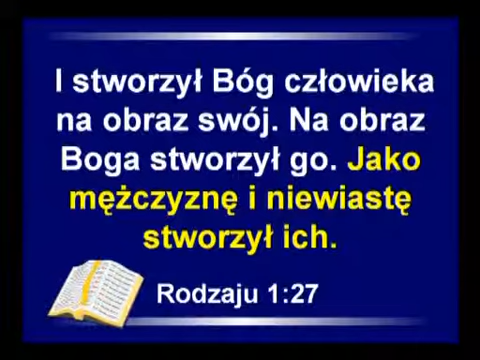 I stworzył Bóg człowieka
na obraz swój. Na obraz
Boga stworzył go. Jako
mężczyznę i niewiastę
stworzył ich.
Rodzaju 1:27